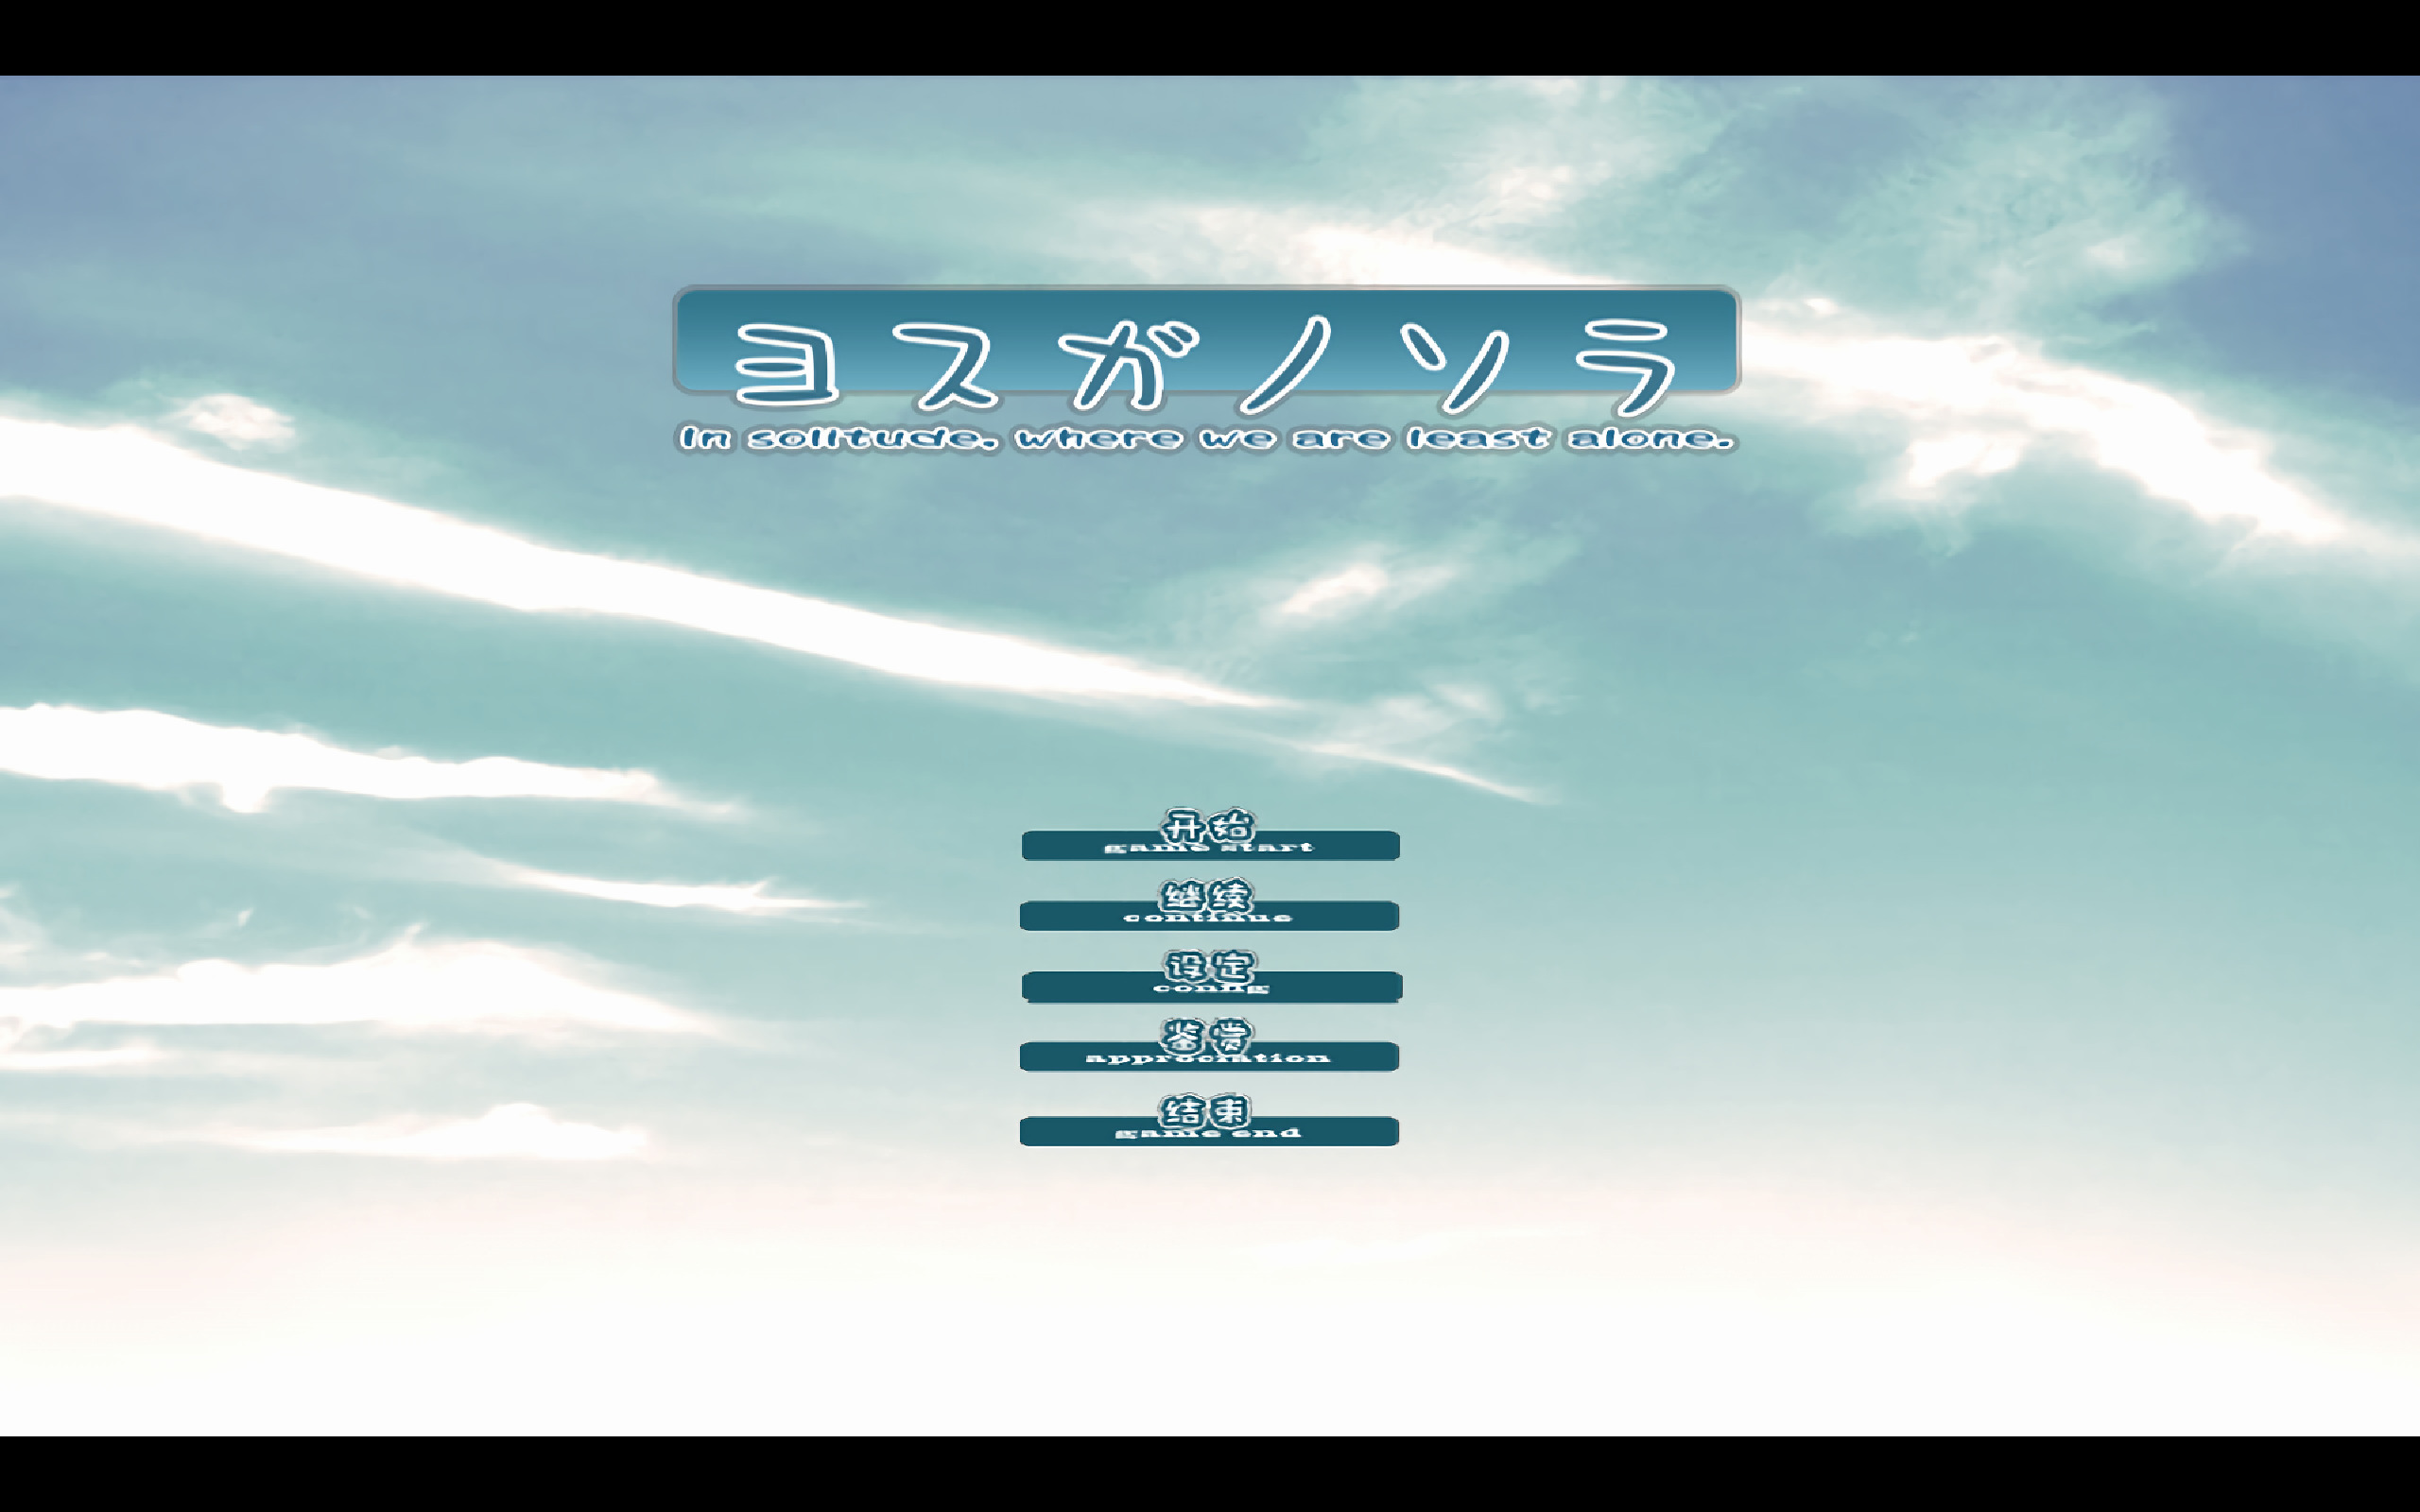 ヨスガノソラ
In solitude, where we are least alone.
开始
game start
继续
continue
设定
config
鉴赏
appreciation
结束
game end